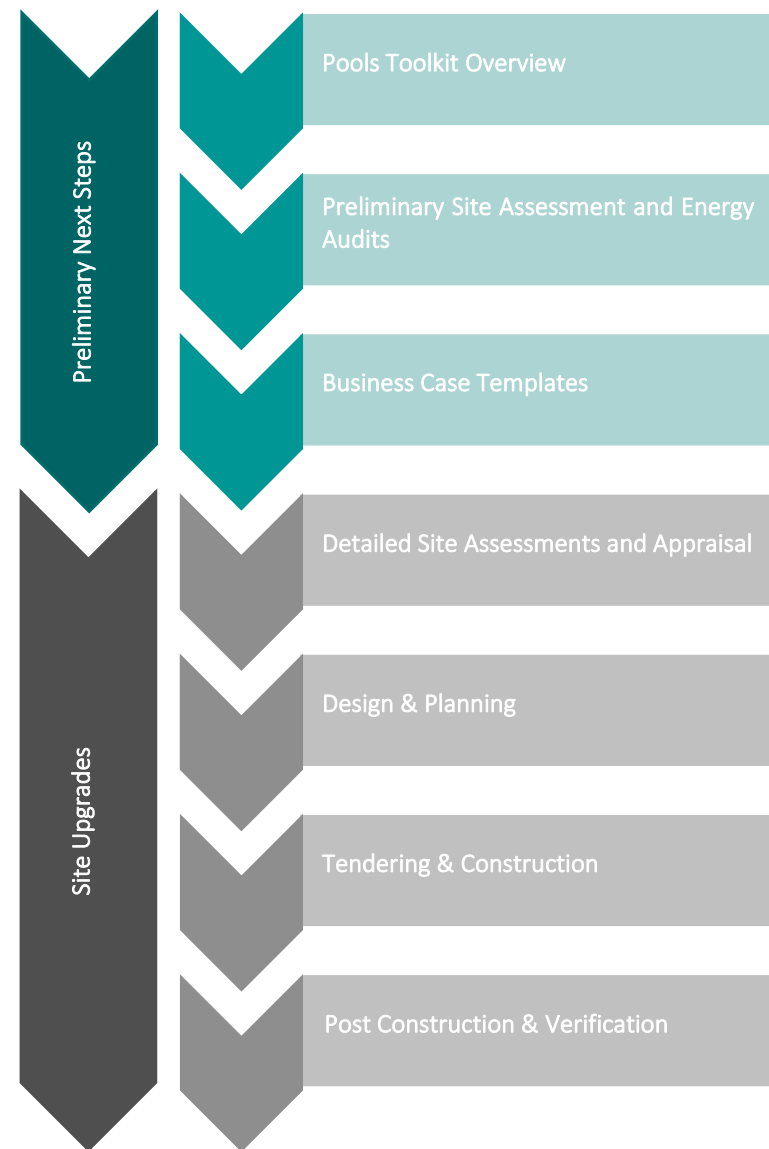 Preliminary Next Steps
Pools Toolkit Overview
Preliminary Site Assessment and Energy
Audits
Business Case Templates
Site Upgrades
Detailed Site Assessments and Appraisal
Design & Planning
Tendering & Construction
Post Construction & Verification